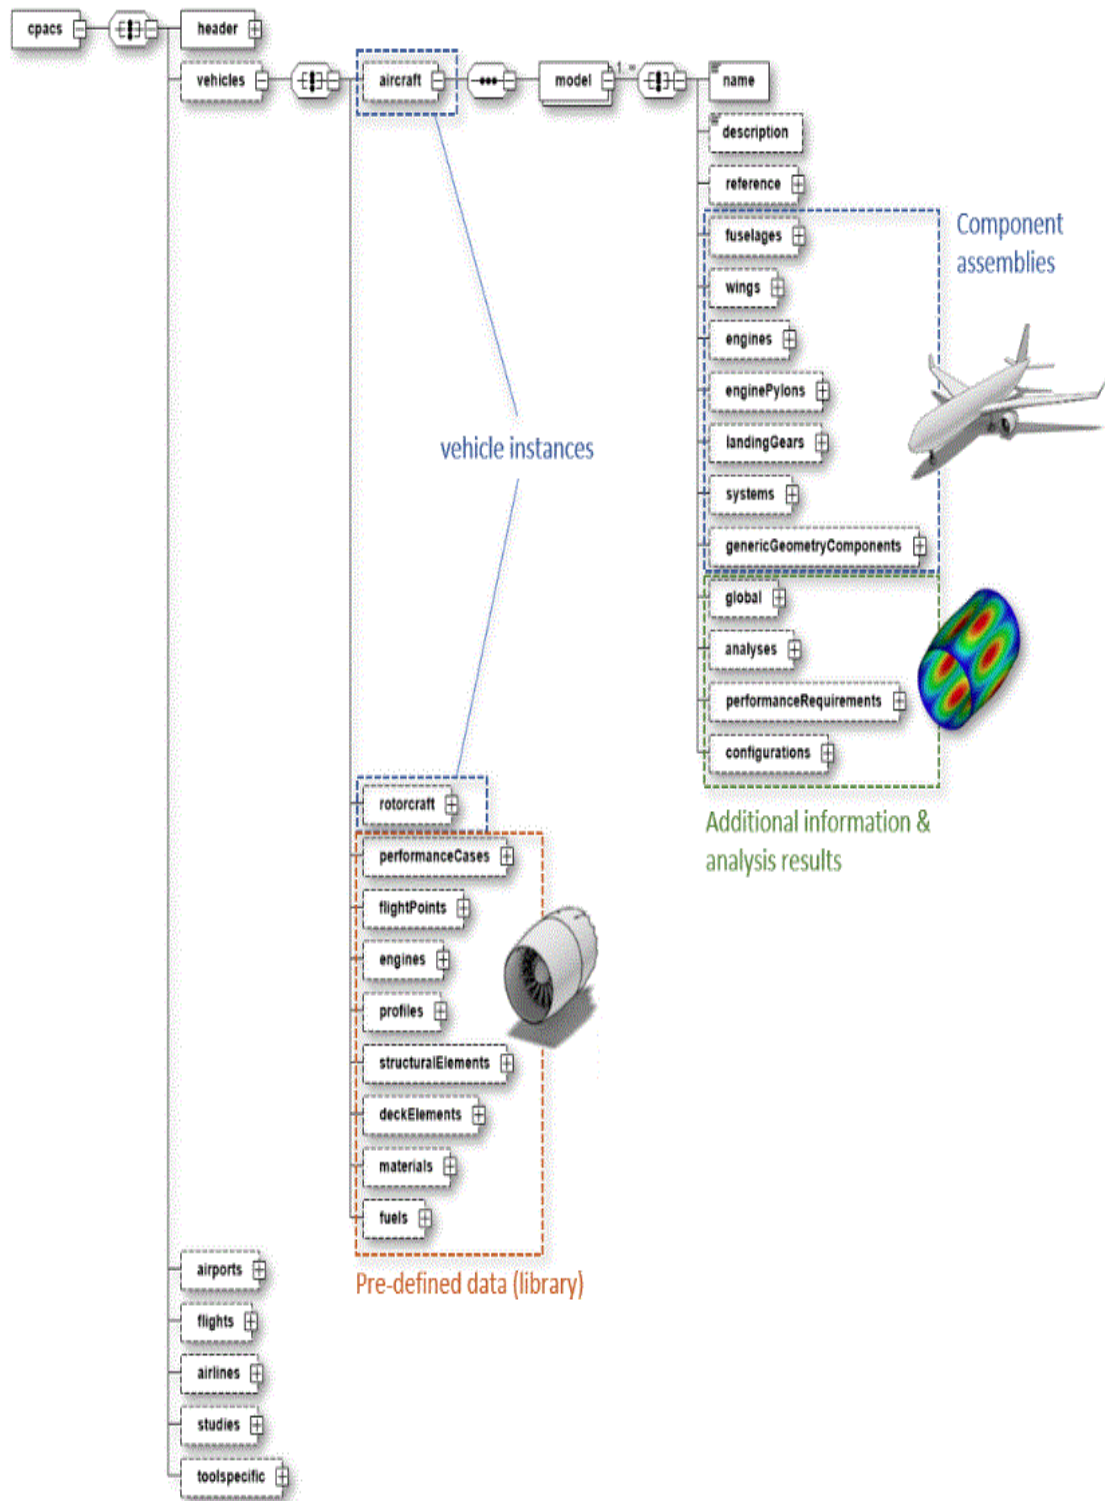 cpacs
header
vehicles
aircraft
model
1..∞
name
description
reference
fuselages
wings
engines
enginePylons
landingGears
systems
genericGeometryComponents
Component
assemblies
vehicle instances
global
analyses
performanceRequirements
configurations
Additional information &
analysis results
rotorcraft
performanceCases
flightPoints
engines
profiles
structuralElements
deckElements
materials
fuels
Pre-defined data (library)
airports
flights
airlines
studies
toolspecific